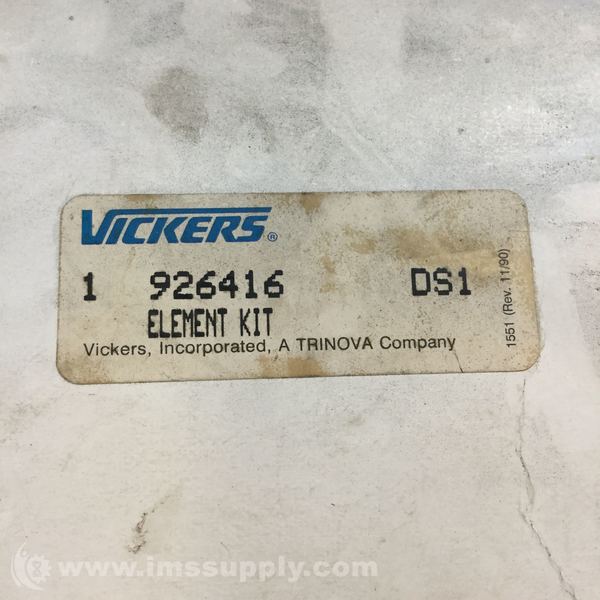 VICKERS®
1 926416 DS1
ELEMENT KIT
Vickers, Incorporated, A TRINOVA Company
1551 (Rev. 11/90)
www.imssupply.com